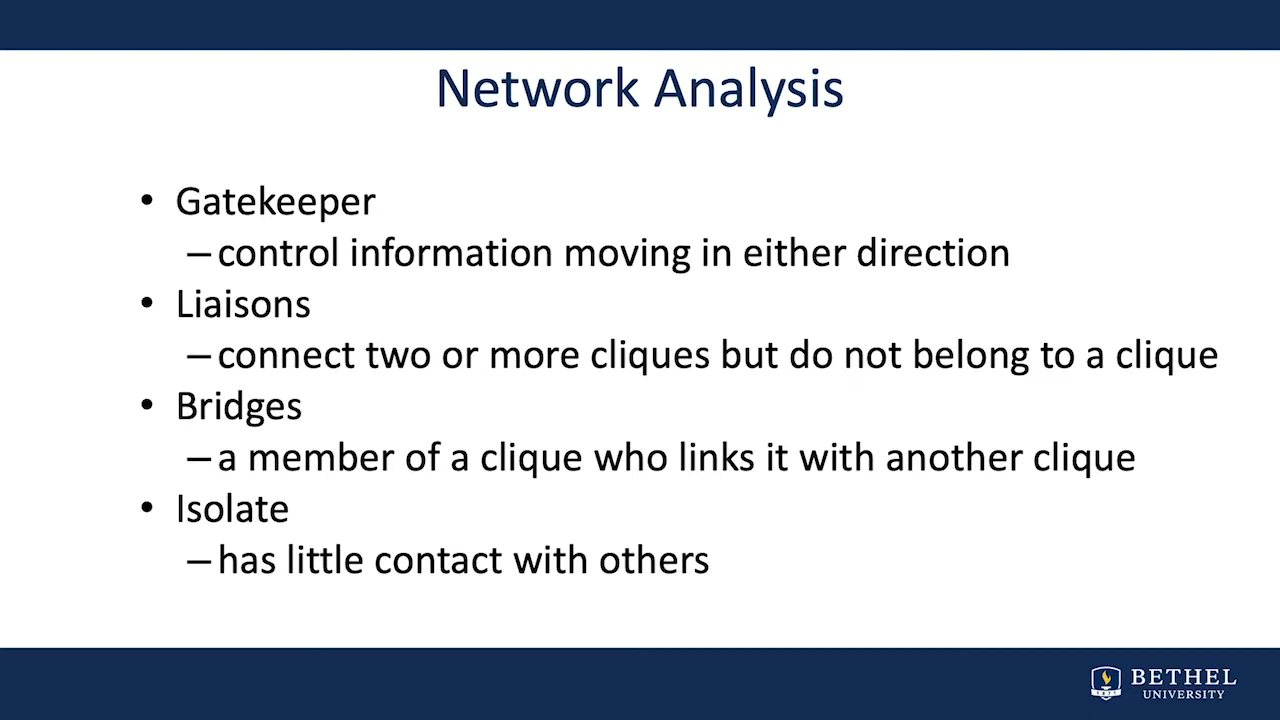 Network Analysis
• Gatekeeper
–control information moving in either direction
• Liaisons
–connect two or more cliques but do not belong to a clique
• Bridges
–a member of a clique who links it with another clique
• Isolate
–has little contact with others
BETHEL
UNIVERSITY